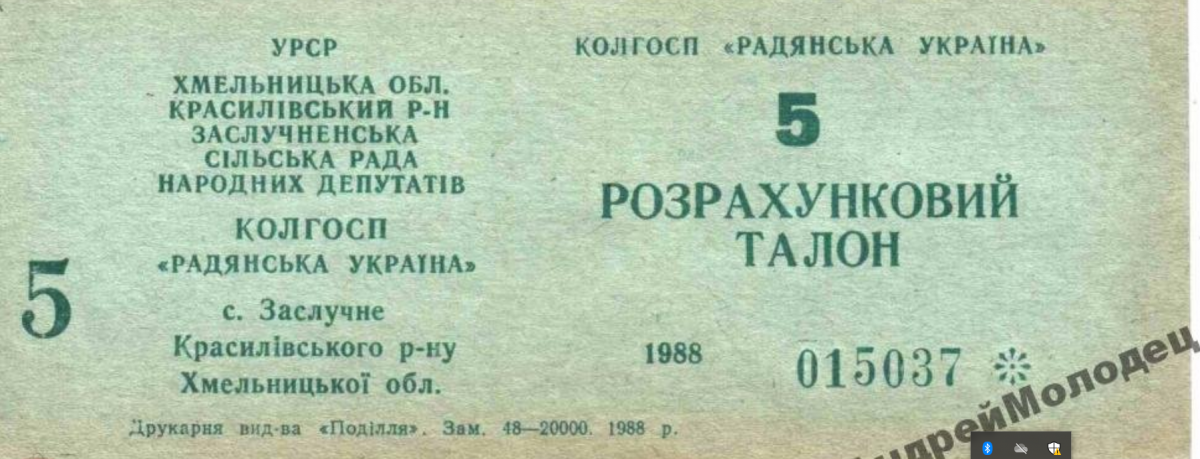 УРСР
ХМЕЛЬНИЦЬКА ОБЛ.
КРАСИЛІВСЬКИЙ Р-Н
ЗАСЛУЧНЕНСЬКА
СІЛЬСЬКА РАДА
НАРОДНИХ ДЕПУТАТІВ
КОЛГОСП
«РАДЯНСЬКА УКРАЇНА»
5
с. Заслучне
Красилівського р-ну
Хмельницької обл.
КОЛГОСП «РАДЯНСЬКА УКРАЇНА»
5
РОЗРАХУНКОВИЙ
ТАЛОН
1988 015037
Друкарня вид-ва «Поділля». Зам. 48—20000. 1988 р.
ндрейМолодец